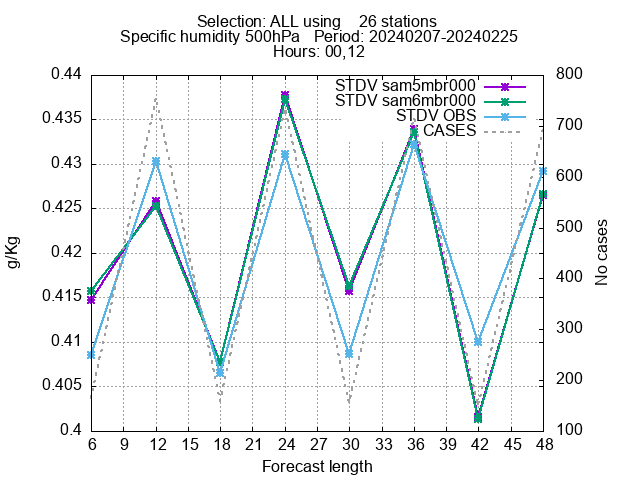 Selection: ALL using    26 stations
Specific humidity 500hPa   Period: 20240207-20240225
Hours: 00,12
STDV sam5mbr000
STDV sam6mbr000
STDV OBS
CASES
0.44
0.435
0.43
0.425
0.42
0.415
0.41
0.405
0.4
g/Kg
800
700
600
500
400
300
200
100
No cases
6 9 12 15 18 21 24 27 30 33 36 39 42 45 48
Forecast length